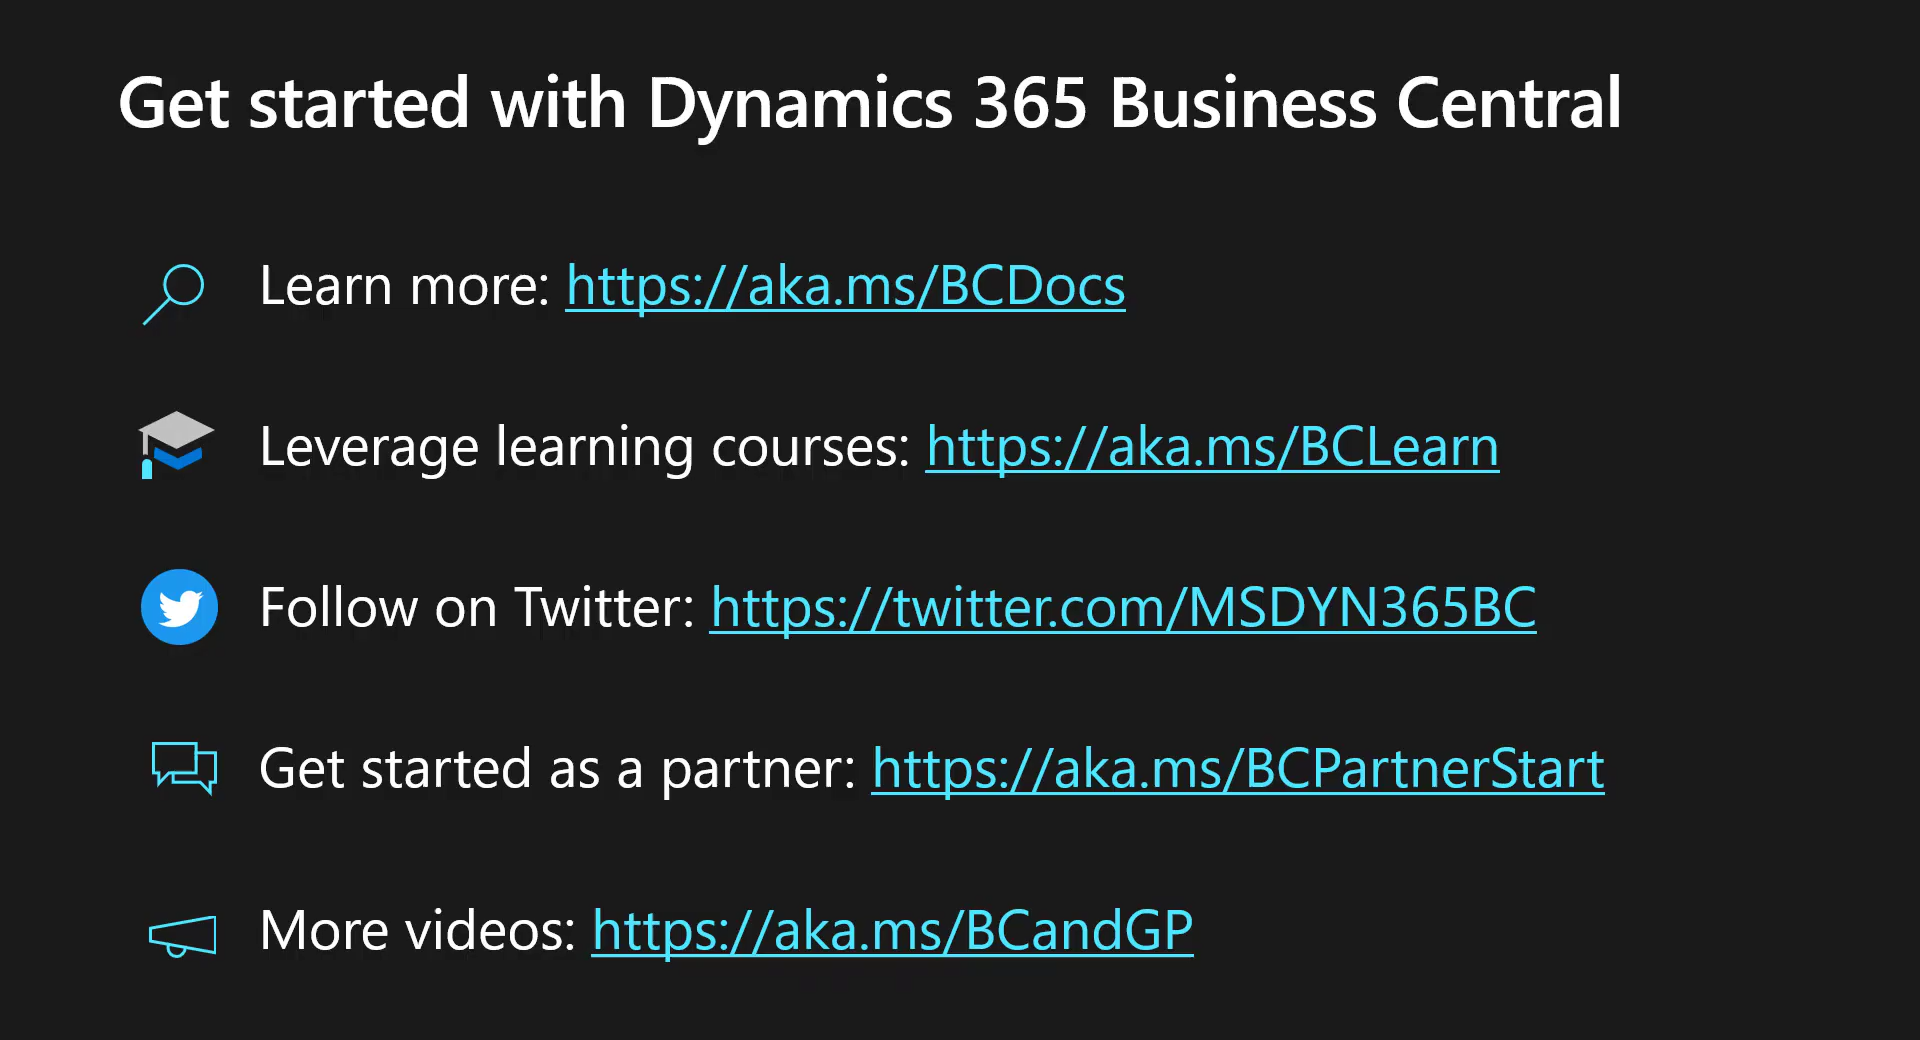 Get started with Dynamics 365 Business Central
Learn more: https://aka.ms/BCDocs
Leverage learning courses: https://aka.ms/BCLearn
Follow on Twitter: https://twitter.com/MSDYN365BC
Get started as a partner: https://aka.ms/BCPartnerStart
More videos: https://aka.ms/BCandGP